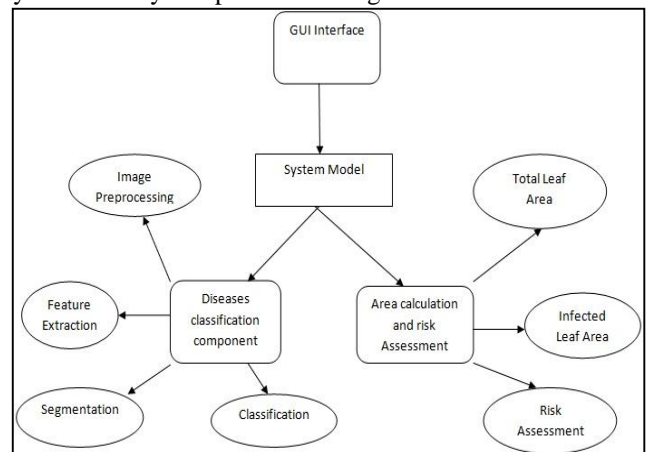 GUI Interface
System Model
Image
Preprocessing
Total Leaf
Area
Feature
Extraction
Diseases
classification
component
Area calculation
and risk
Assessment
Infected
Leaf Area
Segmentation
Classification
Risk
Assessment